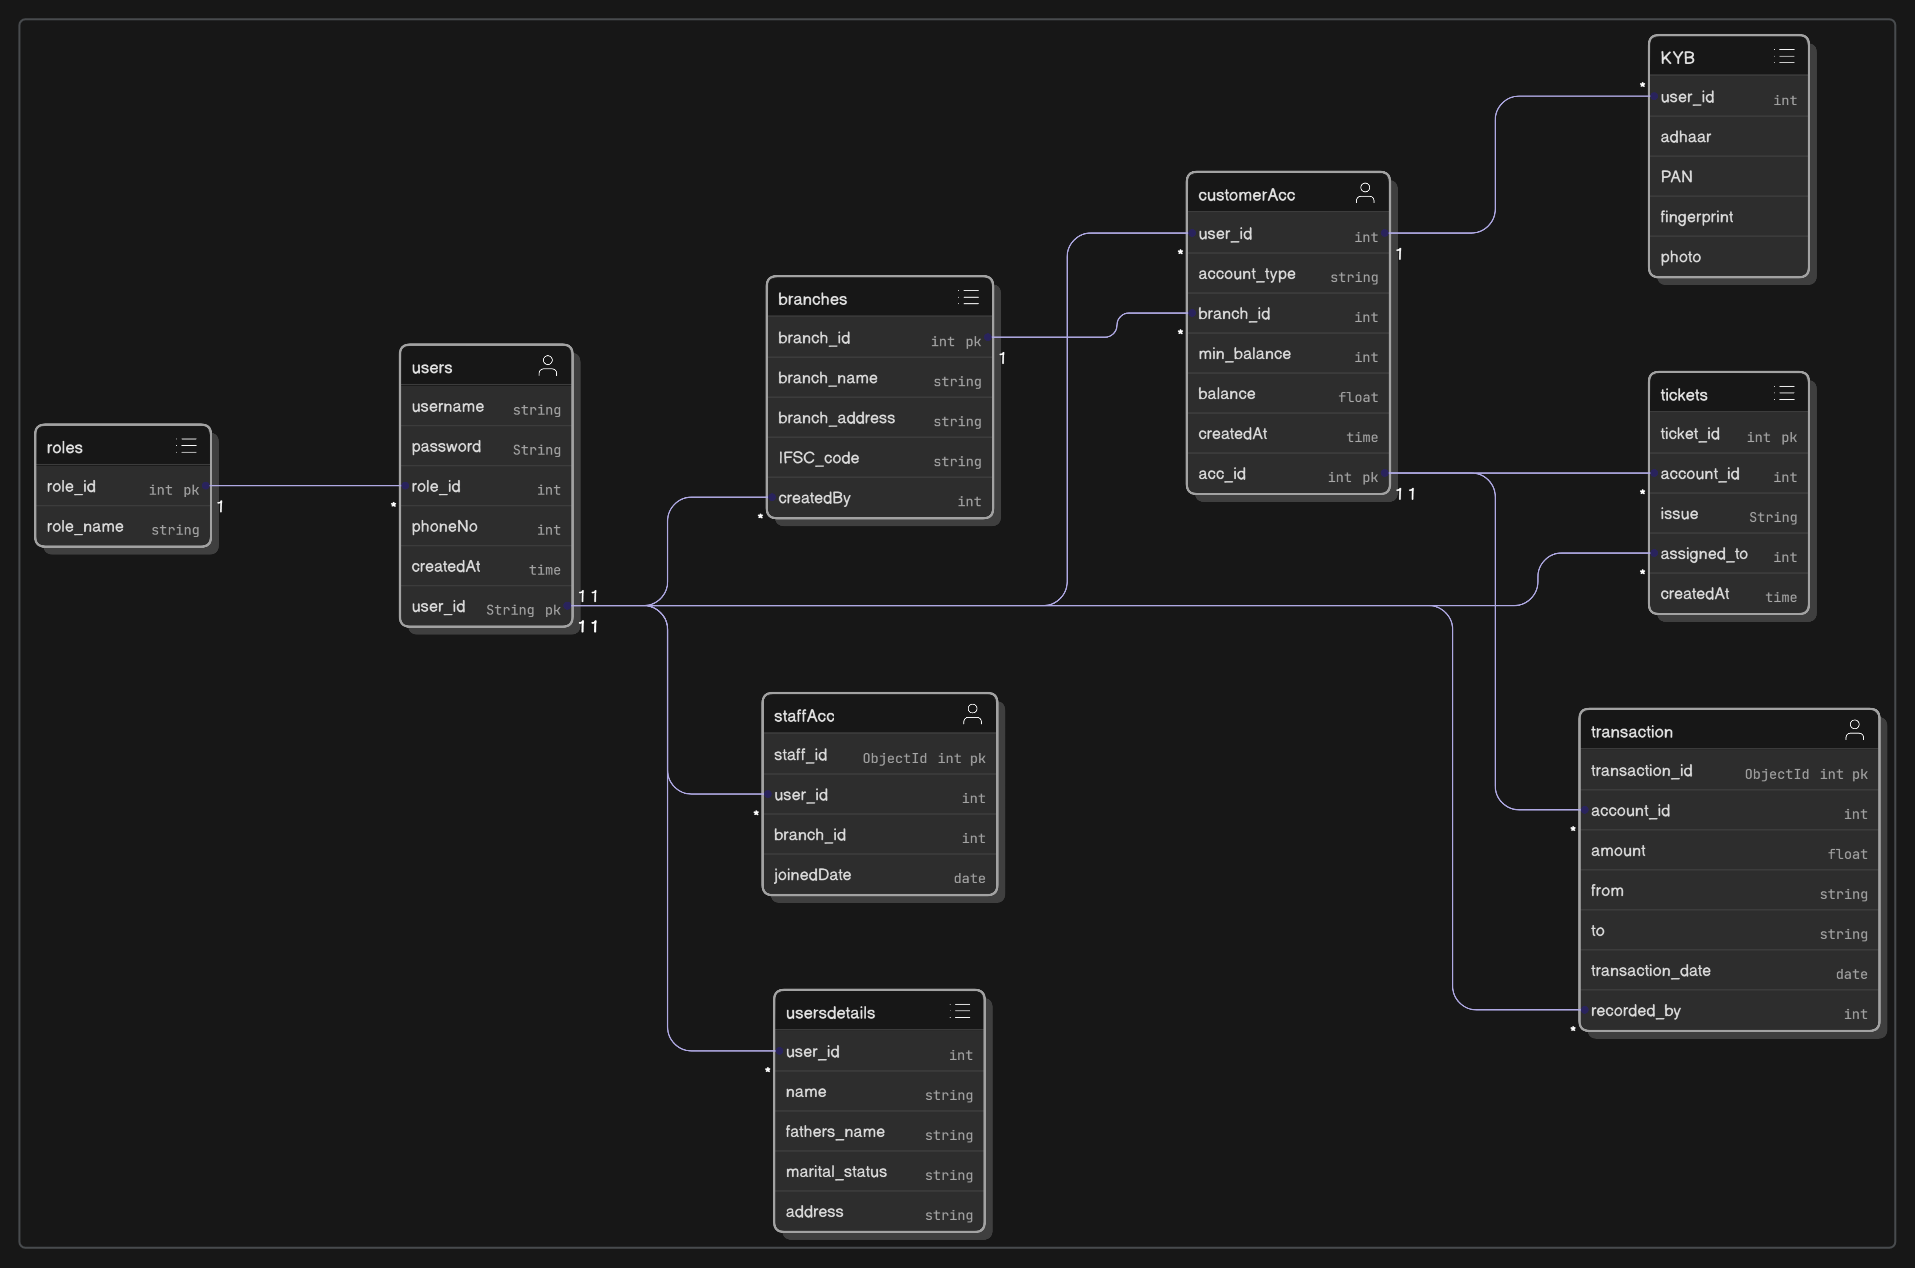 roles
role_id int pk
role_name string
1
*
users
username string
password String
role_id int
phoneNo int
createdAt time
user_id String pk
1 1
1 1
branches
branch_id int pk
branch_name string
branch_address string
IFSC_code string
createdBy int
1
*
staffAcc
staff_id ObjectId int pk
user_id int
branch_id int
joinedDate date
*
usersdetails
user_id int
name string
fathers_name string
marital_status string
address string
*
customerAcc
user_id int
account_type string
branch_id int
min_balance int
balance float
createdAt time
acc_id int pk
*
*
1
1 1
KYB
user_id int
adhaar
PAN
fingerprint
photo
*
tickets
ticket_id int pk
account_id int
issue String
assigned_to int
createdAt time
*
*
transaction
transaction_id ObjectId int pk
account_id int
amount float
from string
to string
transaction_date date
recorded_by int
*
*